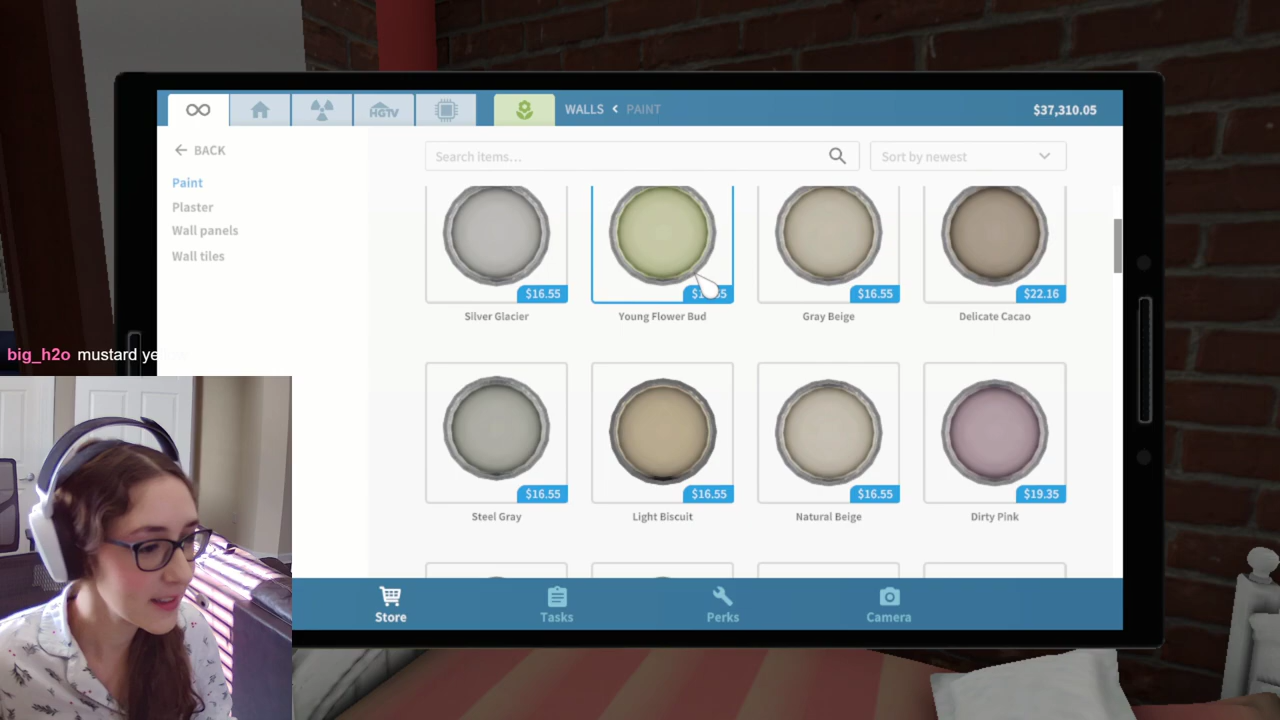 HGTV
WALLS < PAINT
$37,310.05
BACK
Search items...
Sort by newest
Paint
Plaster
Wall panels
Wall tiles
$16.55
$16.55
$22.16
Silver Glacier
Young Flower Bud
Gray Beige
Delicate Cacao
big_h2o mustard yellow
$16.55
$16.55
$16.55
$19.35
Steel Gray
Light Biscuit
Natural Beige
Dirty Pink
Store
Tasks
Perks
Camera